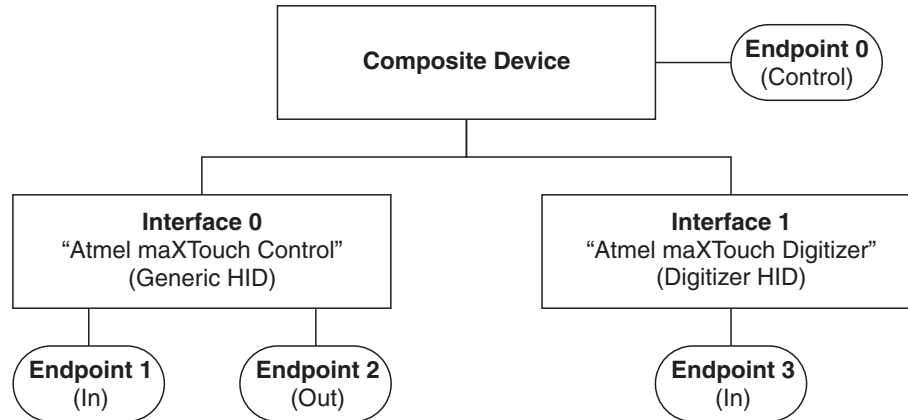 Composite Device
Endpoint 0
(Control)
Interface 0
“Atmel maXTouch Control”
(Generic HID)
Interface 1
“Atmel maXTouch Digitizer”
(Digitizer HID)
Endpoint 1
(In)
Endpoint 2
(Out)
Endpoint 3
(In)